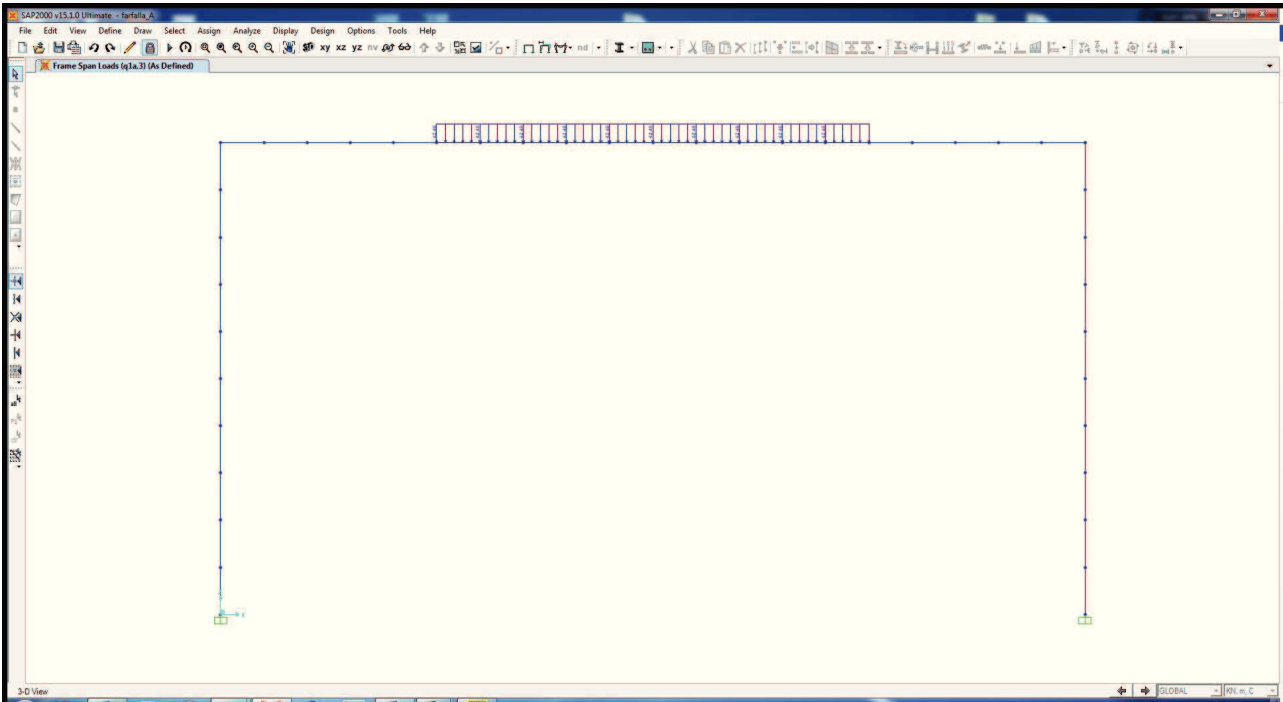 SAP2000 v15.1.0 Ultimate - farfalla_A
File Edit View Define Draw Select Assign Analyze Display Design Options Tools Help
xy xz yz nv nd
Frame Span Loads (q1a,3) (As Defined)
3-D View GLOBAL KN, m, C